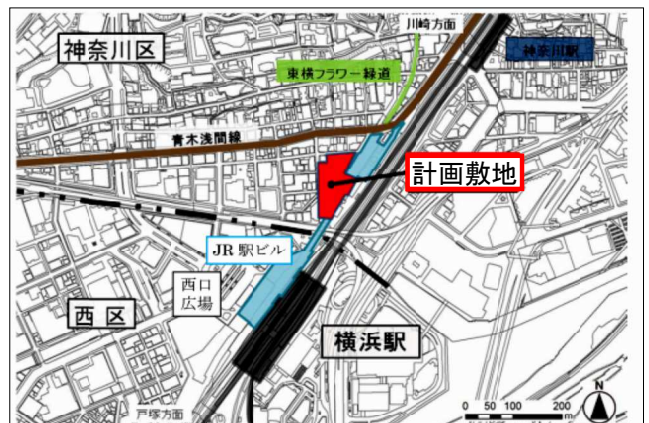 川崎方面
神奈川区
神奈川駅
東横フラワー緑道
青木浅間線
計画敷地
JR駅ビル
西口
広場
西区
横浜駅
戸塚方面
N
0 50 100 200
m